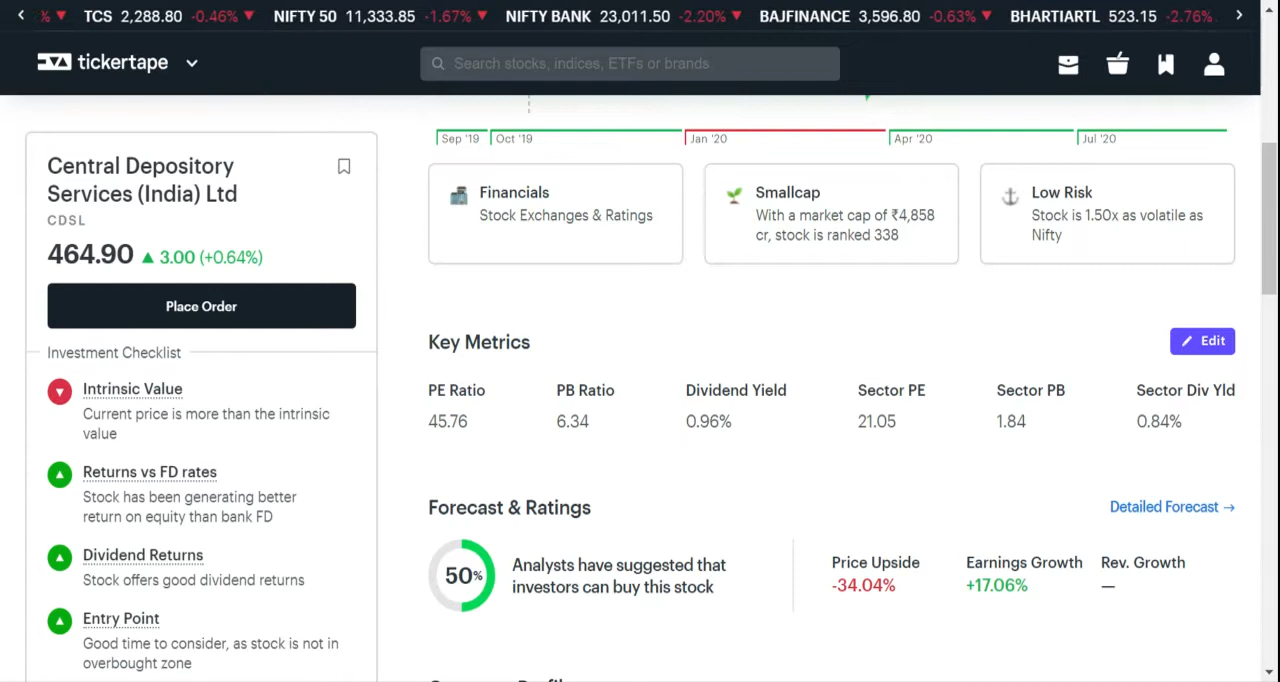 % ▼ TCS 2,288.80 -0.46% ▼ NIFTY 50 11,333.85 -1.67% ▼ NIFTY BANK 23,011.50 -2.20% ▼ BAJFINANCE 3,596.80 -0.63% ▼ BHARTIARTL 523.15 -2.76%
tickertape
Search stocks, indices, ETFs or brands.
Sep '19 Oct '19 Jan '20 Apr '20 Jul '20
Central Depository
Services (India) Ltd
CDSL
464.90 ▲ 3.00 (+0.64%)
Place Order
Investment Checklist
Intrinsic Value
Current price is more than the intrinsic
value
Returns vs FD rates
Stock has been generating better
return on equity than bank FD
Dividend Returns
Stock offers good dividend returns
Entry Point
Good time to consider, as stock is not in
overbought zone
Financials
Stock Exchanges & Ratings
Smallcap
With a market cap of ₹4,858
cr, stock is ranked 338
Low Risk
Stock is 1.50x as volatile as
Nifty
Key Metrics
Edit
PE Ratio PB Ratio Dividend Yield Sector PE Sector PB Sector Div Yld
45.76 6.34 0.96% 21.05 1.84 0.84%
Forecast & Ratings
Detailed Forecast →
50%
Analysts have suggested that
investors can buy this stock
Price Upside Earnings Growth Rev. Growth
-34.04% +17.06% —